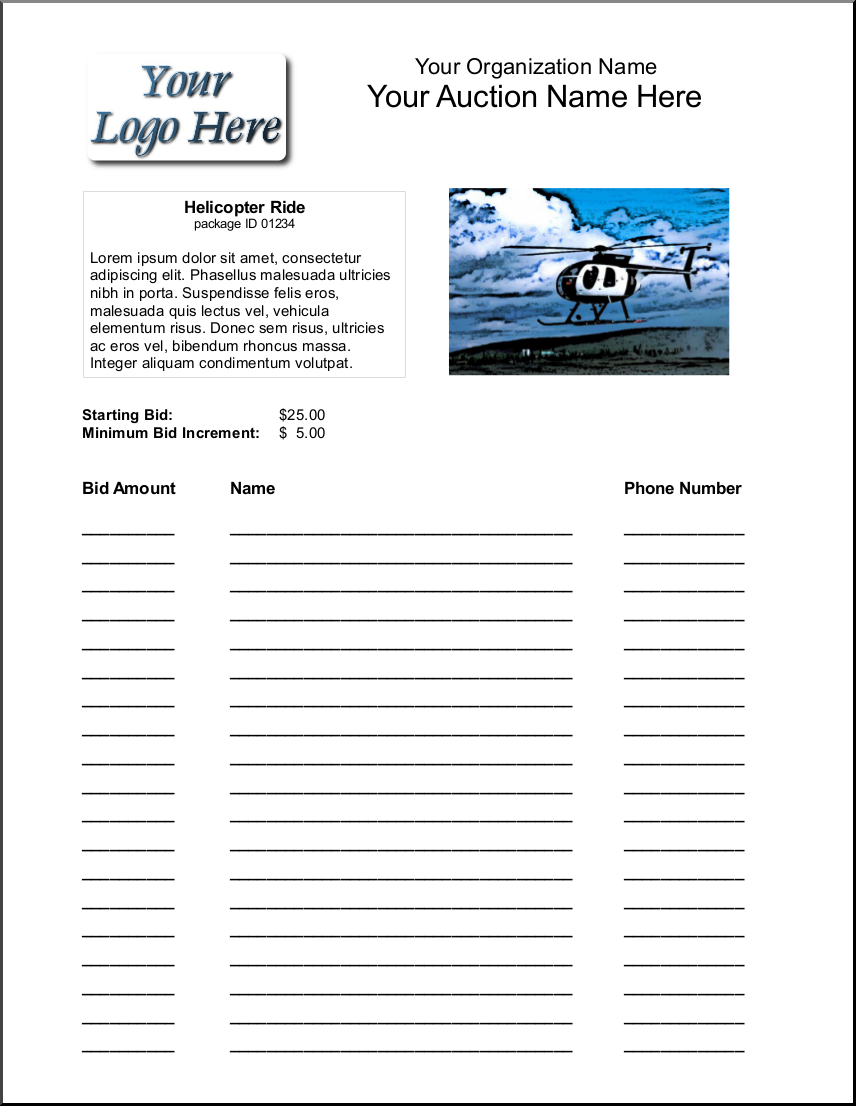 Your
Logo Here
Your Organization Name
Your Auction Name Here
Helicopter Ride
package ID 01234
Lorem ipsum dolor sit amet, consectetur
adipiscing elit. Phasellus malesuada ultricies
nibh in porta. Suspendisse felis eros,
malesuada quis lectus vel, vehicula
elementum risus. Donec sem risus, ultricies
ac eros vel, bibendum rhoncus massa.
Integer aliquam condimentum volutpat.
Starting Bid: $25.00
Minimum Bid Increment: $ 5.00
Bid Amount Name Phone Number